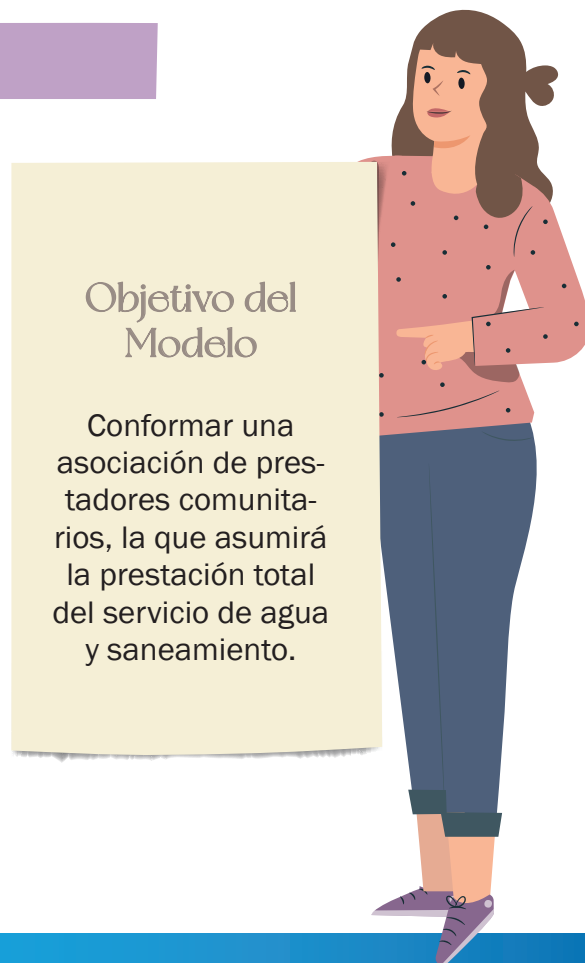 Objetivo del
Modelo
Conformar una
asociación de pres-
tadores comunita-
rios, la que asumirá
la prestación total
del servicio de agua
y saneamiento.